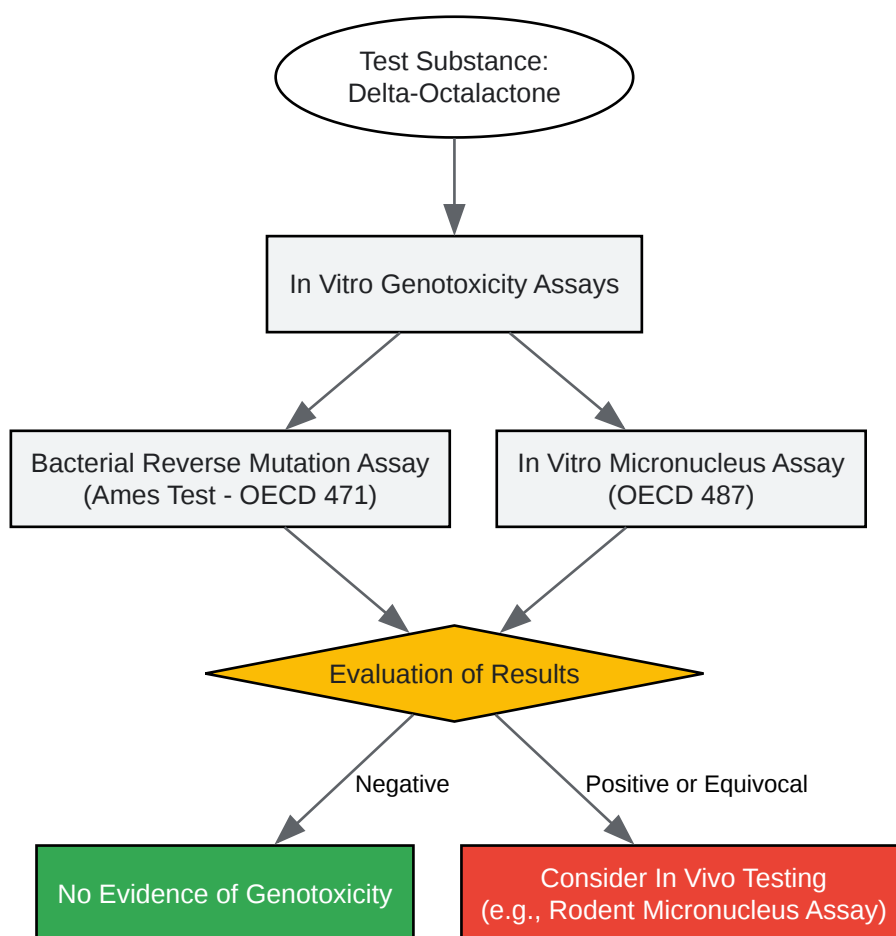 Test Substance:
Delta-Octalactone
In Vitro Genotoxicity Assays
Bacterial Reverse Mutation Assay
(Ames Test - OECD 471)
In Vitro Micronucleus Assay
(OECD 487)
Evaluation of Results
Negative
Positive or Equivocal
No Evidence of Genotoxicity
Consider In Vivo Testing
(e.g., Rodent Micronucleus Assay)